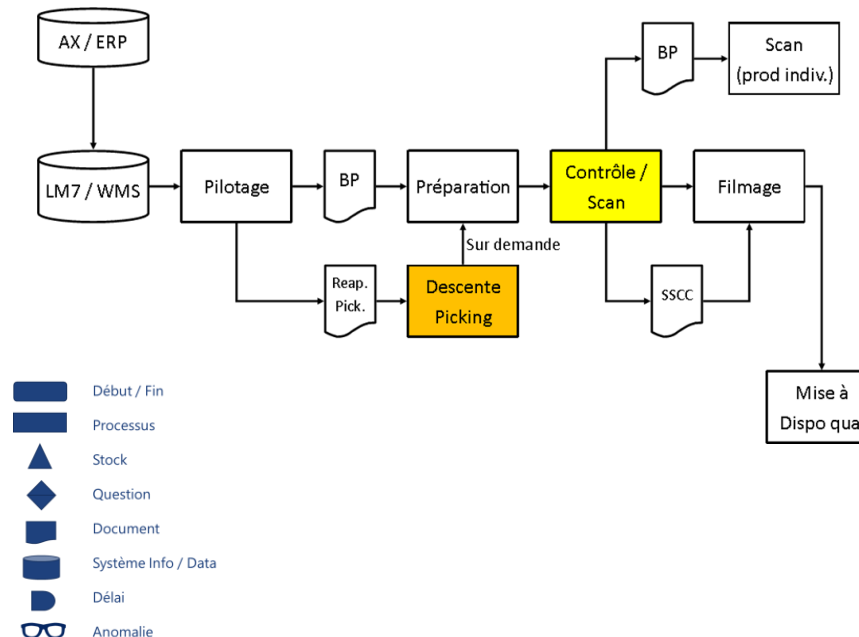 AX / ERP
BP
Scan
(prod indiv.)
LM7 / WMS
Pilotage
BP
Préparation
Contrôle /
Scan
Filmage
Sur demande
Reap.
Pick.
Descente
Picking
SSCC
Mise à
Dispo qua
Début / Fin
Processus
Stock
Question
Document
Système Info / Data
Délai
Anomalie